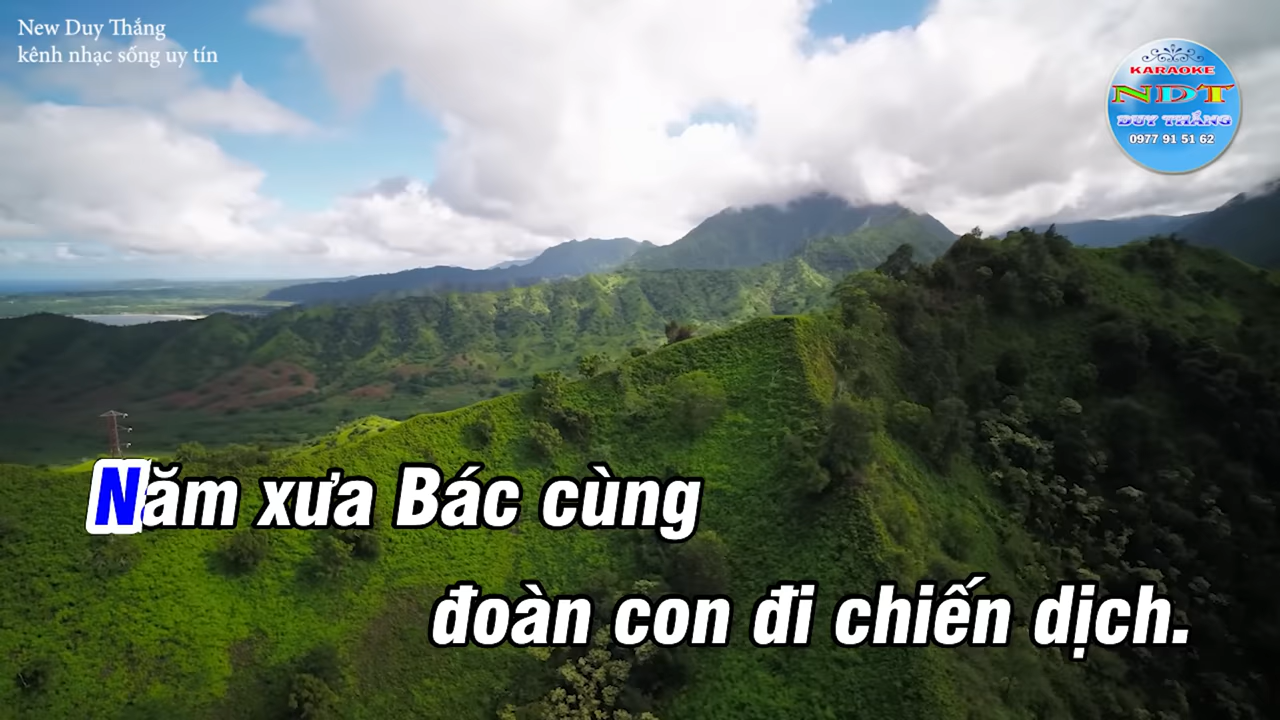 New Duy Thắng
kênh nhạc sống uy tín
KARAOKE
NDT
DUY THẮNG
0977 91 51 62
Năm xưa Bác cùng
đoàn con đi chiến dịch.